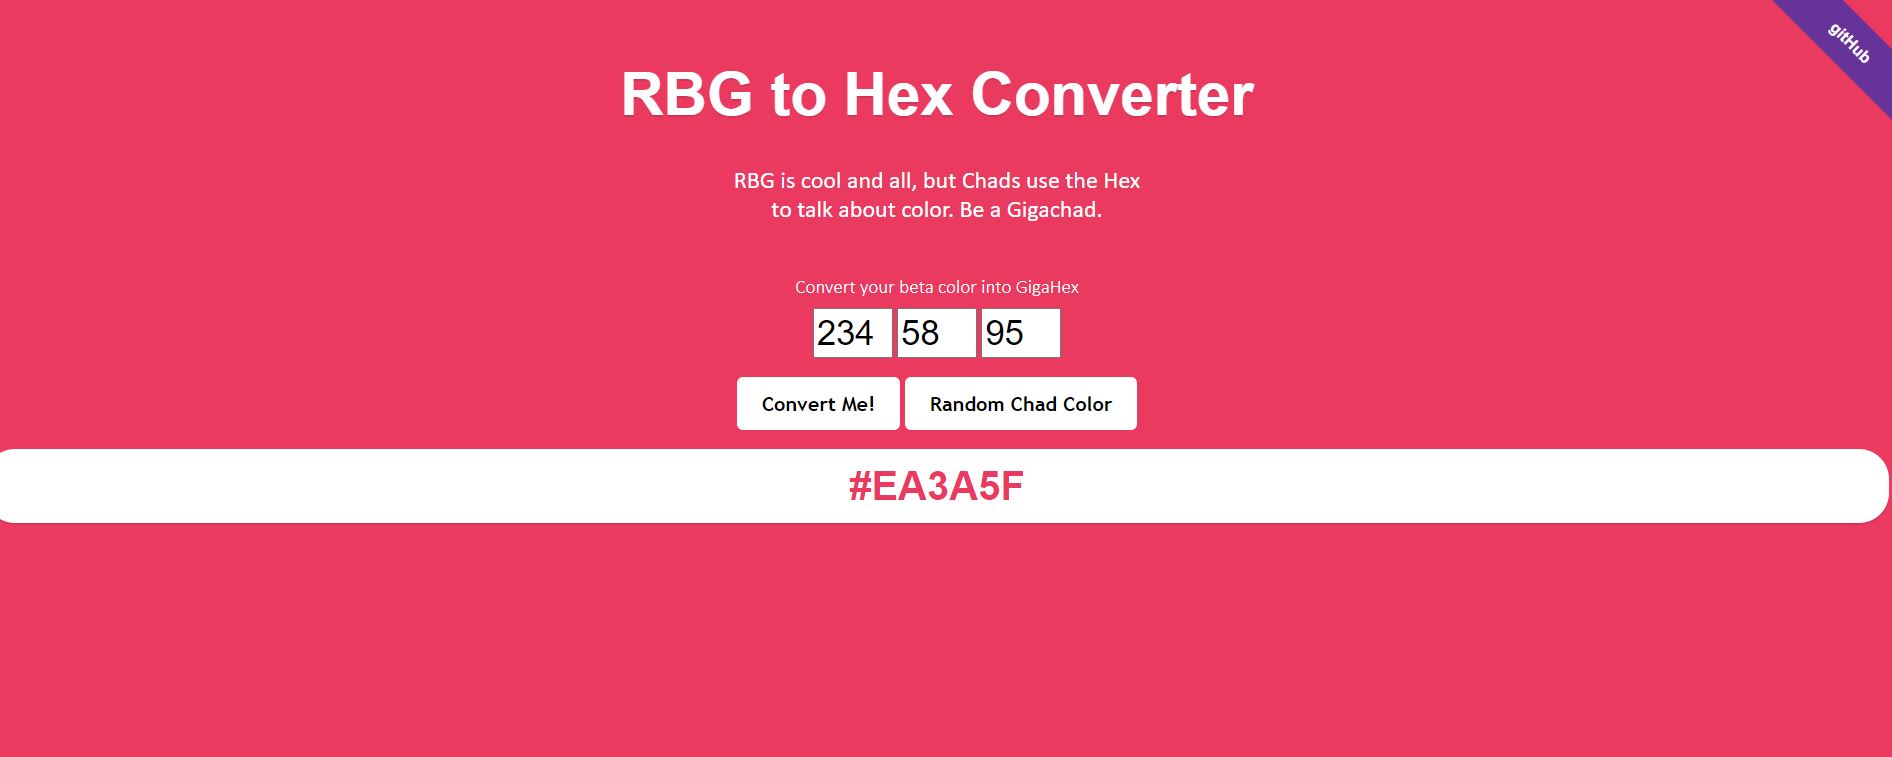 gitHub
RBG to Hex Converter
RBG is cool and all, but Chads use the Hex
to talk about color. Be a Gigachad.
Convert your beta color into GigaHex
234 58 95
Convert Me! Random Chad Color
#EA3A5F